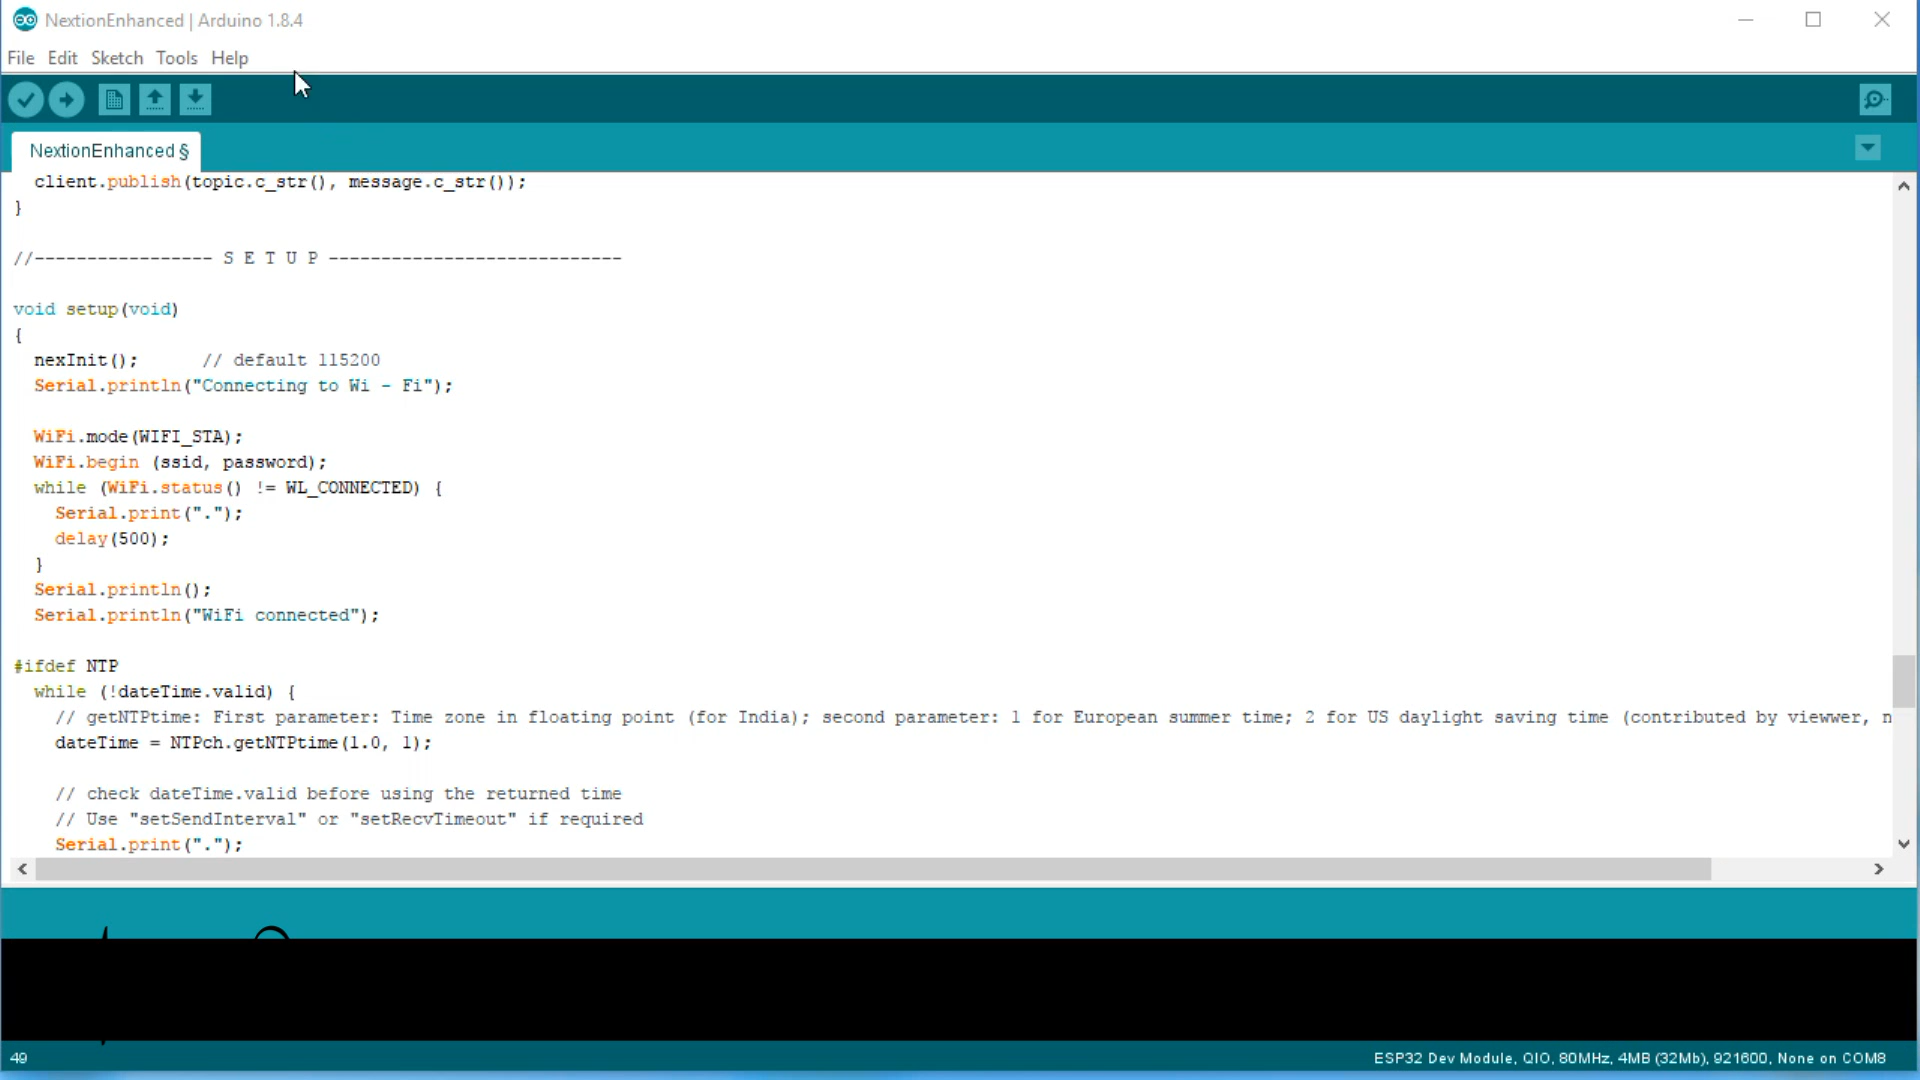 NextionEnhanced | Arduino 1.8.4
File Edit Sketch Tools Help
NextionEnhanced §
client.publish(topic.c_str(), message.c_str());
}
//----------------- S E T U P ----------------------------
void setup(void)
{
nexInit();      // default 115200
Serial.println("Connecting to Wi - Fi");
WiFi.mode(WIFI_STA);
WiFi.begin (ssid, password);
while (WiFi.status() != WL_CONNECTED) {
Serial.print(".");
delay(500);
}
Serial.println();
Serial.println("WiFi connected");
#ifdef NTP
while (!dateTime.valid) {
// getNTPtime: First parameter: Time zone in floating point (for India); second parameter: 1 for European summer time; 2 for US daylight saving time (contributed by viewwer, n
dateTime = NTPch.getNTPtime(1.0, 1);
// check dateTime.valid before using the returned time
// Use "setSendInterval" or "setRecvTimeout" if required
Serial.print(".");
49
ESP32 Dev Module, QIO, 80MHz, 4MB (32Mb), 921600, None on COM8